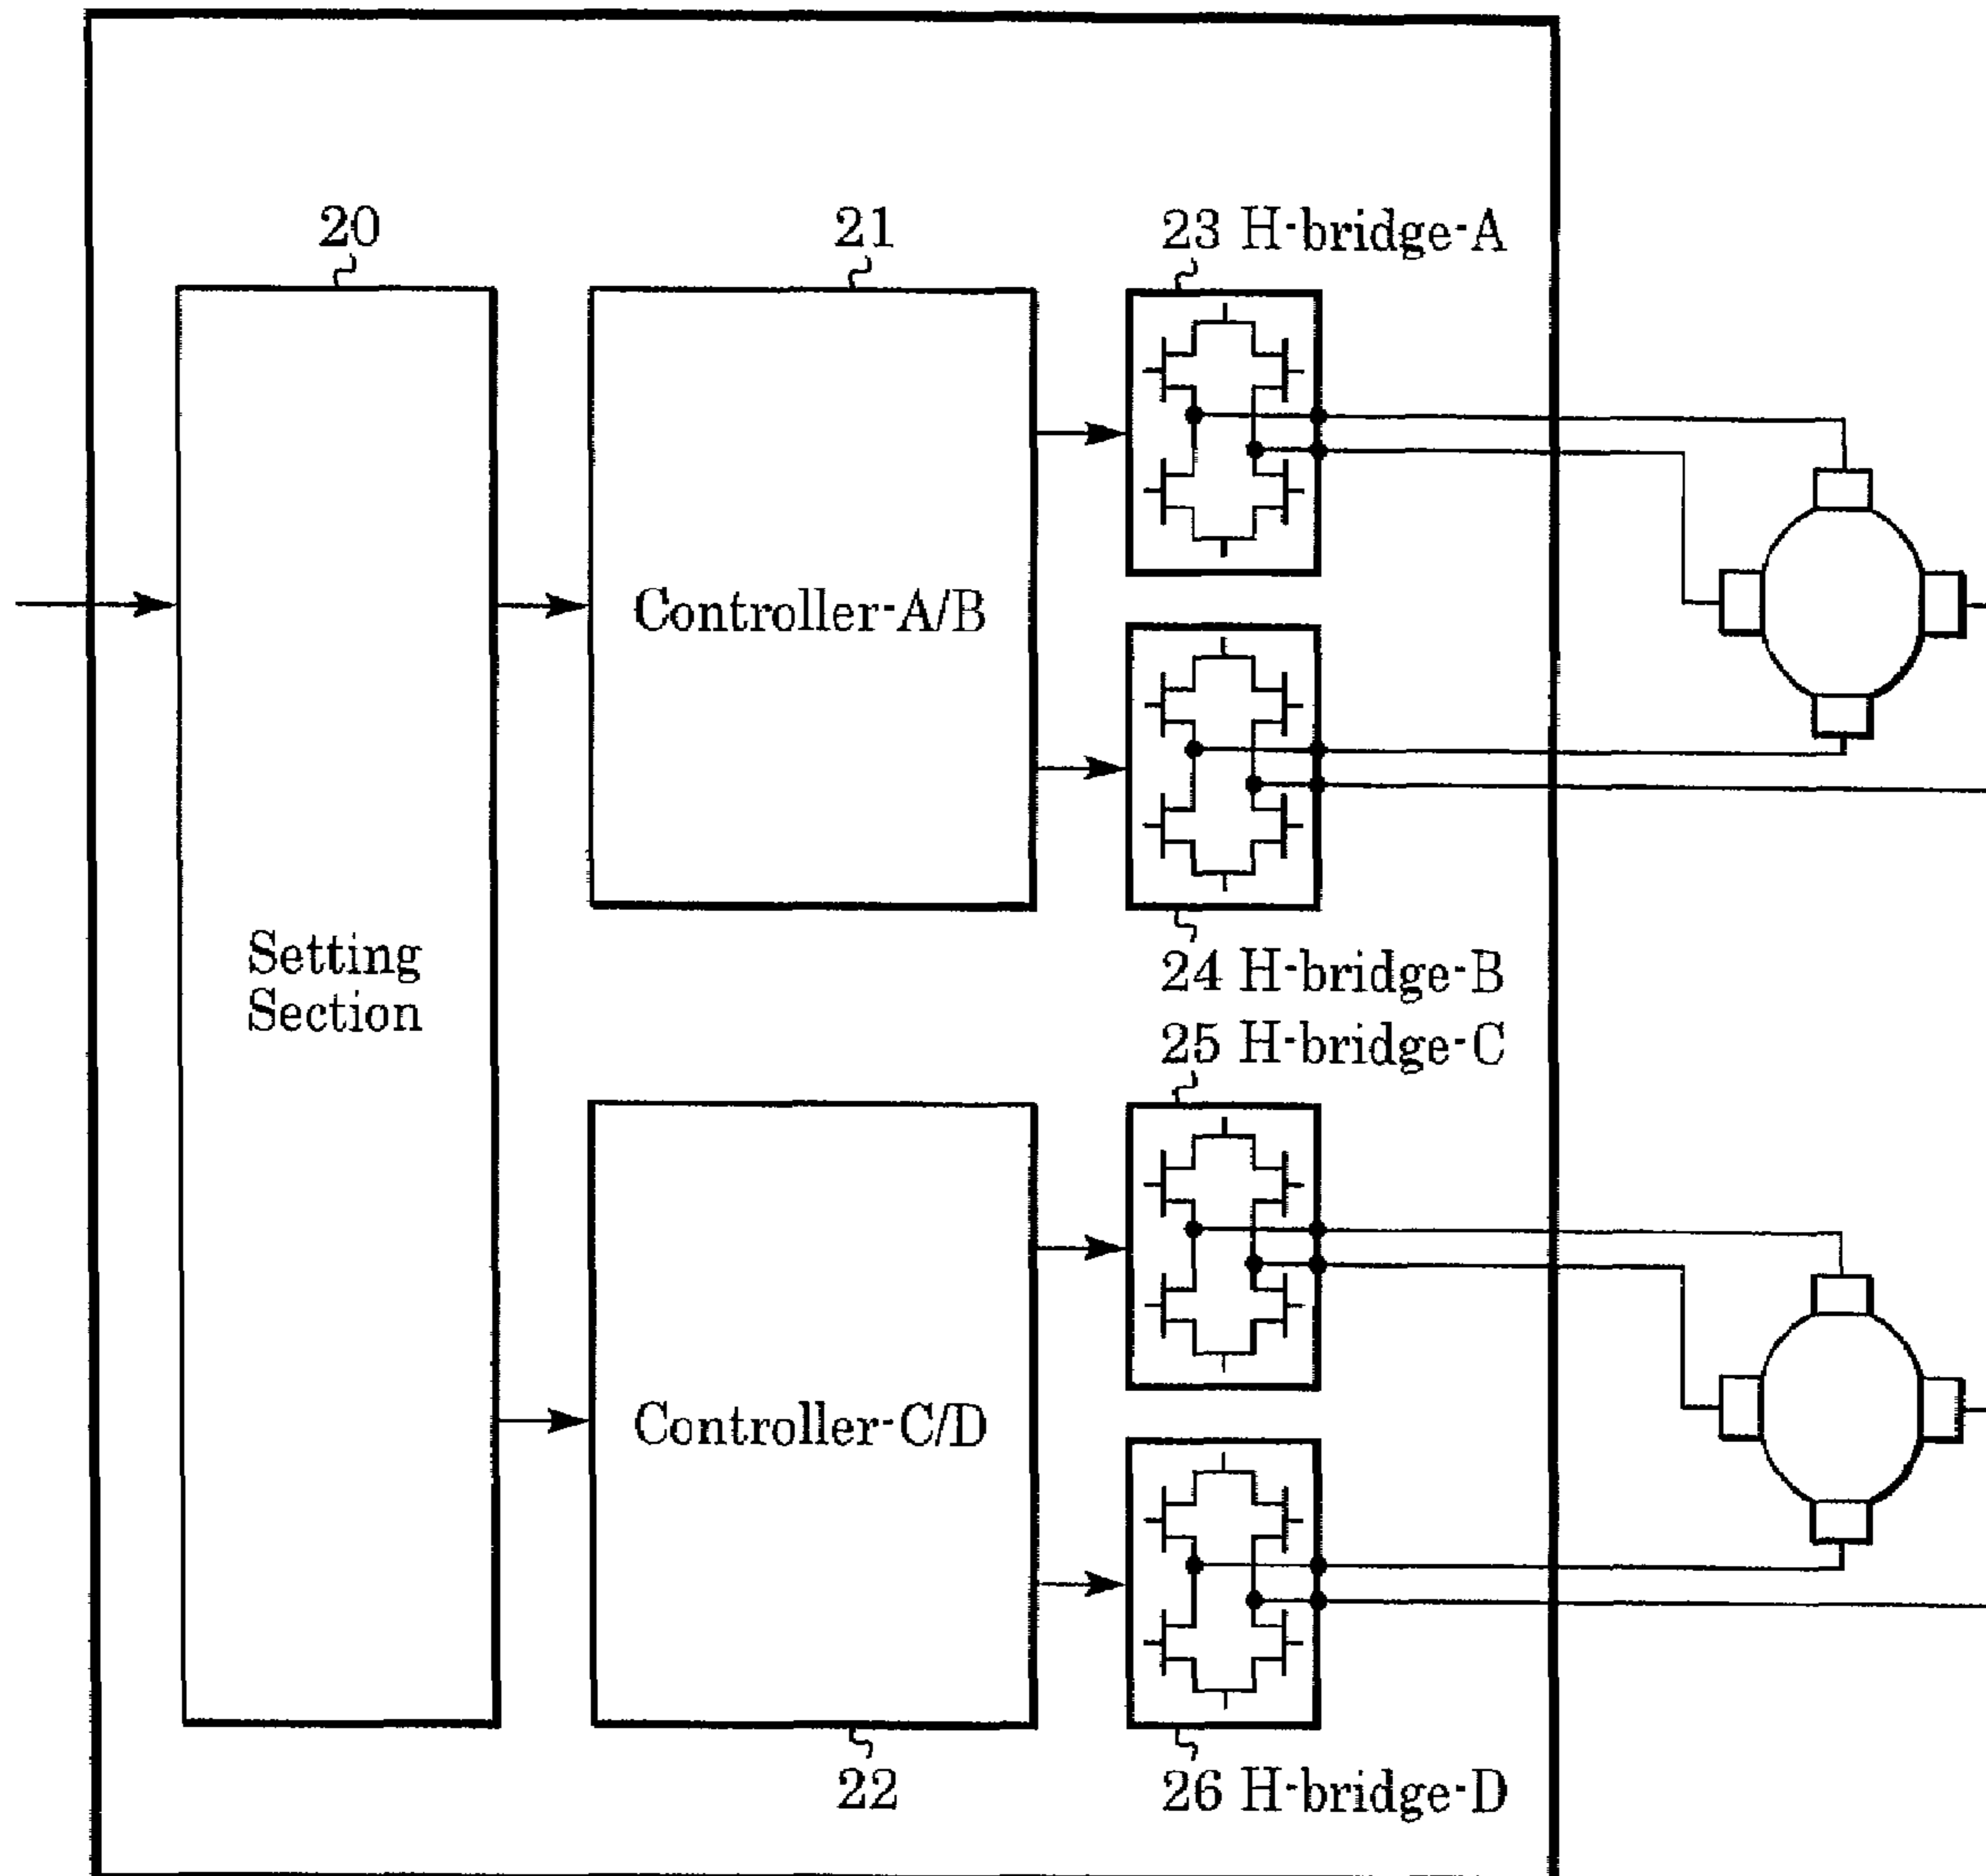 20
21
23 H-bridge-A
Controller-A/B
Setting
Section
24 H-bridge-B
25 H-bridge-C
Controller-C/D
22
26 H-bridge-D